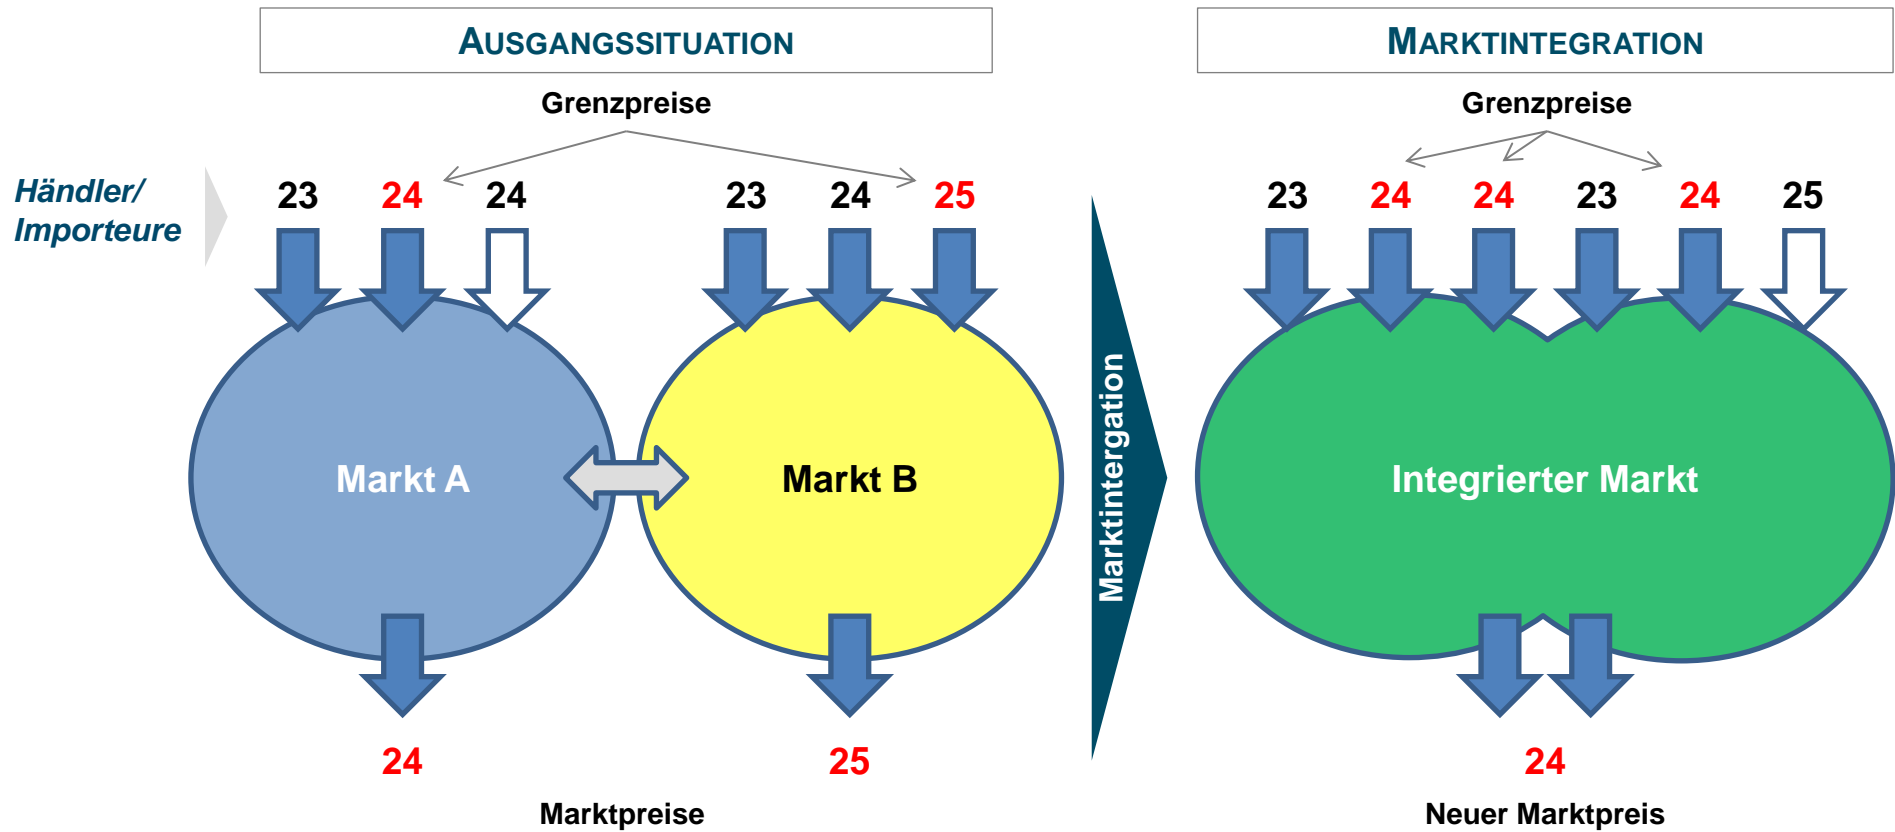 AUSGANGSSITUATION
MARKTINTEGRATION
Grenzpreise
Grenzpreise
Händler/
Importeure
23 24 24 23 24 25
23 24 24 23 24 25
Markt A
Markt B
Marktintergation
Integrierter Markt
24
25
24
Marktpreise
Neuer Marktpreis